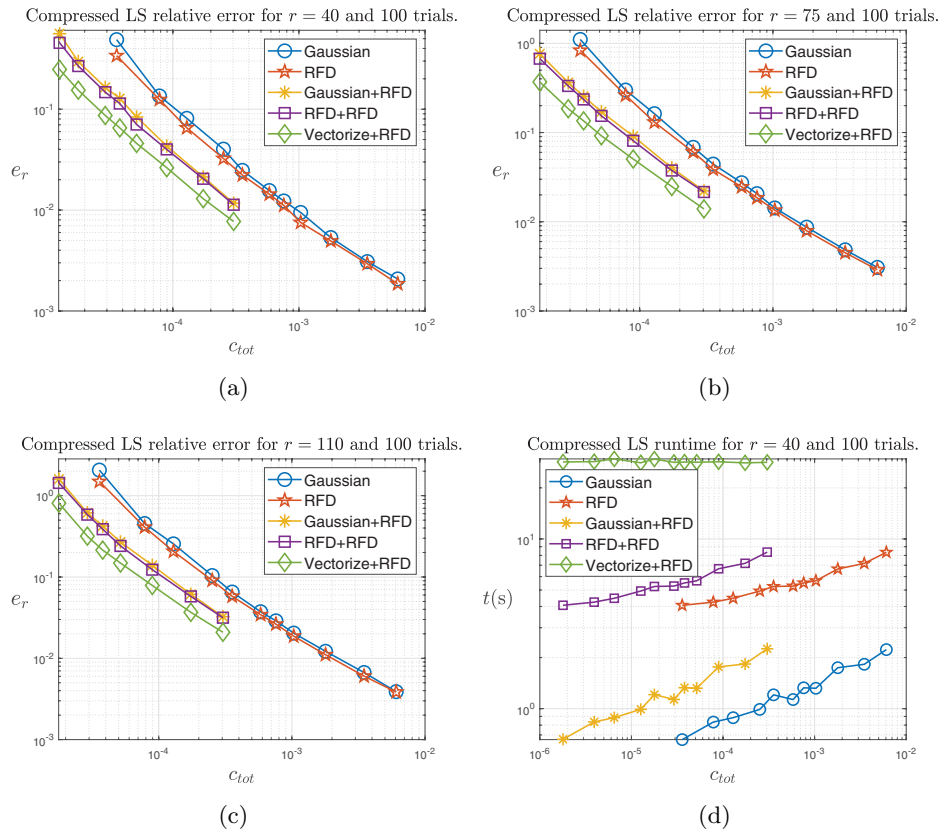 Compressed LS relative error for r = 40 and 100 trials.
Gaussian
RFD
Gaussian+RFD
RFD+RFD
Vectorize+RFD
10^-1
e_r
10^-2
10^-3
10^-4
10^-3
10^-2
c_tot
(a)
Compressed LS relative error for r = 75 and 100 trials.
Gaussian
RFD
Gaussian+RFD
RFD+RFD
Vectorize+RFD
10^0
10^-1
e_r
10^-2
10^-3
10^-4
10^-3
10^-2
c_tot
(b)
Compressed LS relative error for r = 110 and 100 trials.
Gaussian
RFD
Gaussian+RFD
RFD+RFD
Vectorize+RFD
10^0
10^-1
e_r
10^-2
10^-3
10^-4
10^-3
10^-2
c_tot
(c)
Compressed LS runtime for r = 40 and 100 trials.
Gaussian
RFD
Gaussian+RFD
RFD+RFD
Vectorize+RFD
10^1
t(s)
10^0
10^-6
10^-5
10^-4
10^-3
10^-2
c_tot
(d)